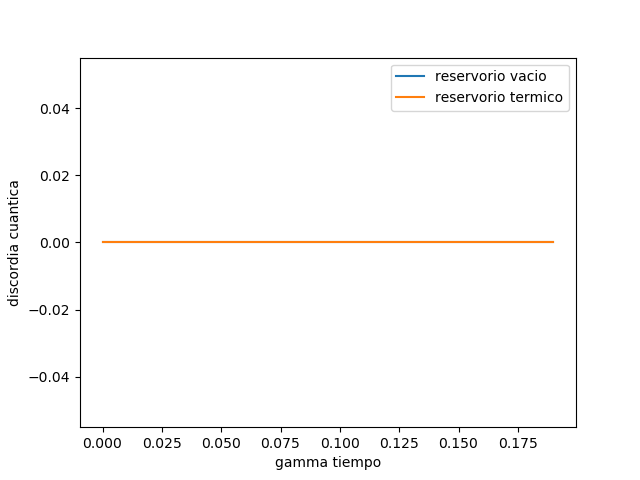 reservorio vacio
reservorio termico
discordia cuantica
0.04
0.02
0.00
−0.02
−0.04
0.000 0.025 0.050 0.075 0.100 0.125 0.150 0.175
gamma tiempo